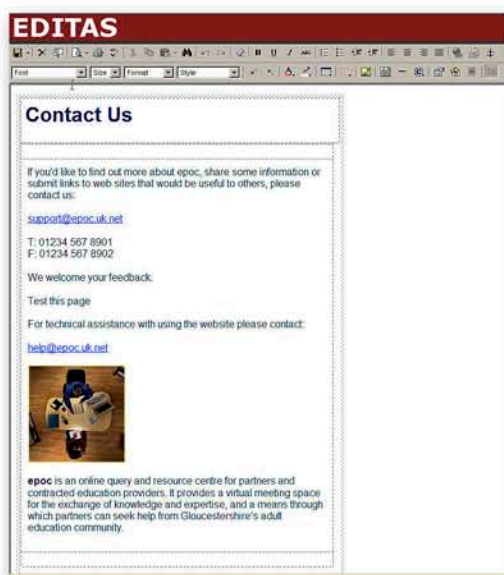 EDITAS
Font
Size
Format
Style
Contact Us
If you'd like to find out more about epoc, share some information or
submit links to web sites that would be useful to others, please
contact us:
support@epoc.uk.net
T: 01234 567 8901
F: 01234 567 8902
We welcome your feedback.
Test this page
For technical assistance with using the website please contact:
help@epoc.uk.net
epoc is an online query and resource centre for partners and
contracted education providers. It provides a virtual meeting space
for the exchange of knowledge and expertise, and a means through
which partners can seek help from Gloucestershire's adult
education community.